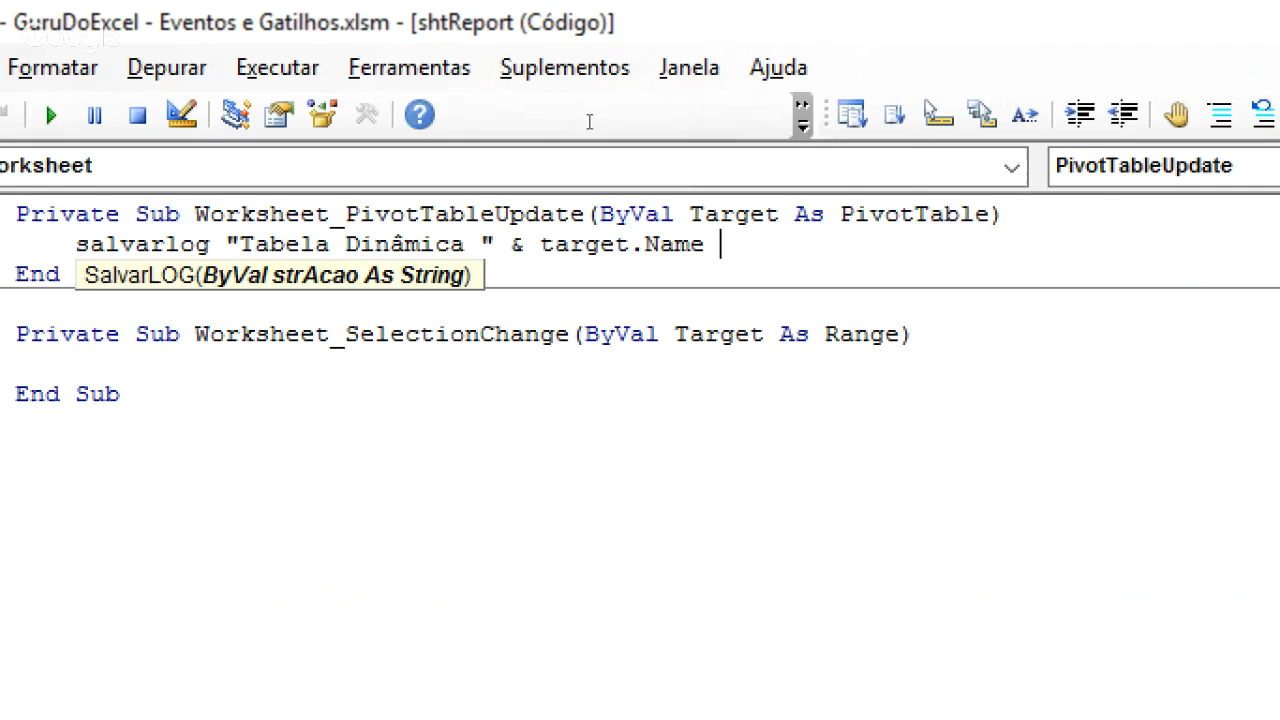 - GuruDoExcel - Eventos e Gatilhos.xlsm - [shtReport (Código)]
Formatar Depurar Executar Ferramentas Suplementos Janela Ajuda
orksheet PivotTableUpdate
Private Sub Worksheet_PivotTableUpdate(ByVal Target As PivotTable)
salvarlog "Tabela Dinâmica " & target.Name
End SalvarLOG(ByVal strAcao As String)
Private Sub Worksheet_SelectionChange(ByVal Target As Range)
End Sub